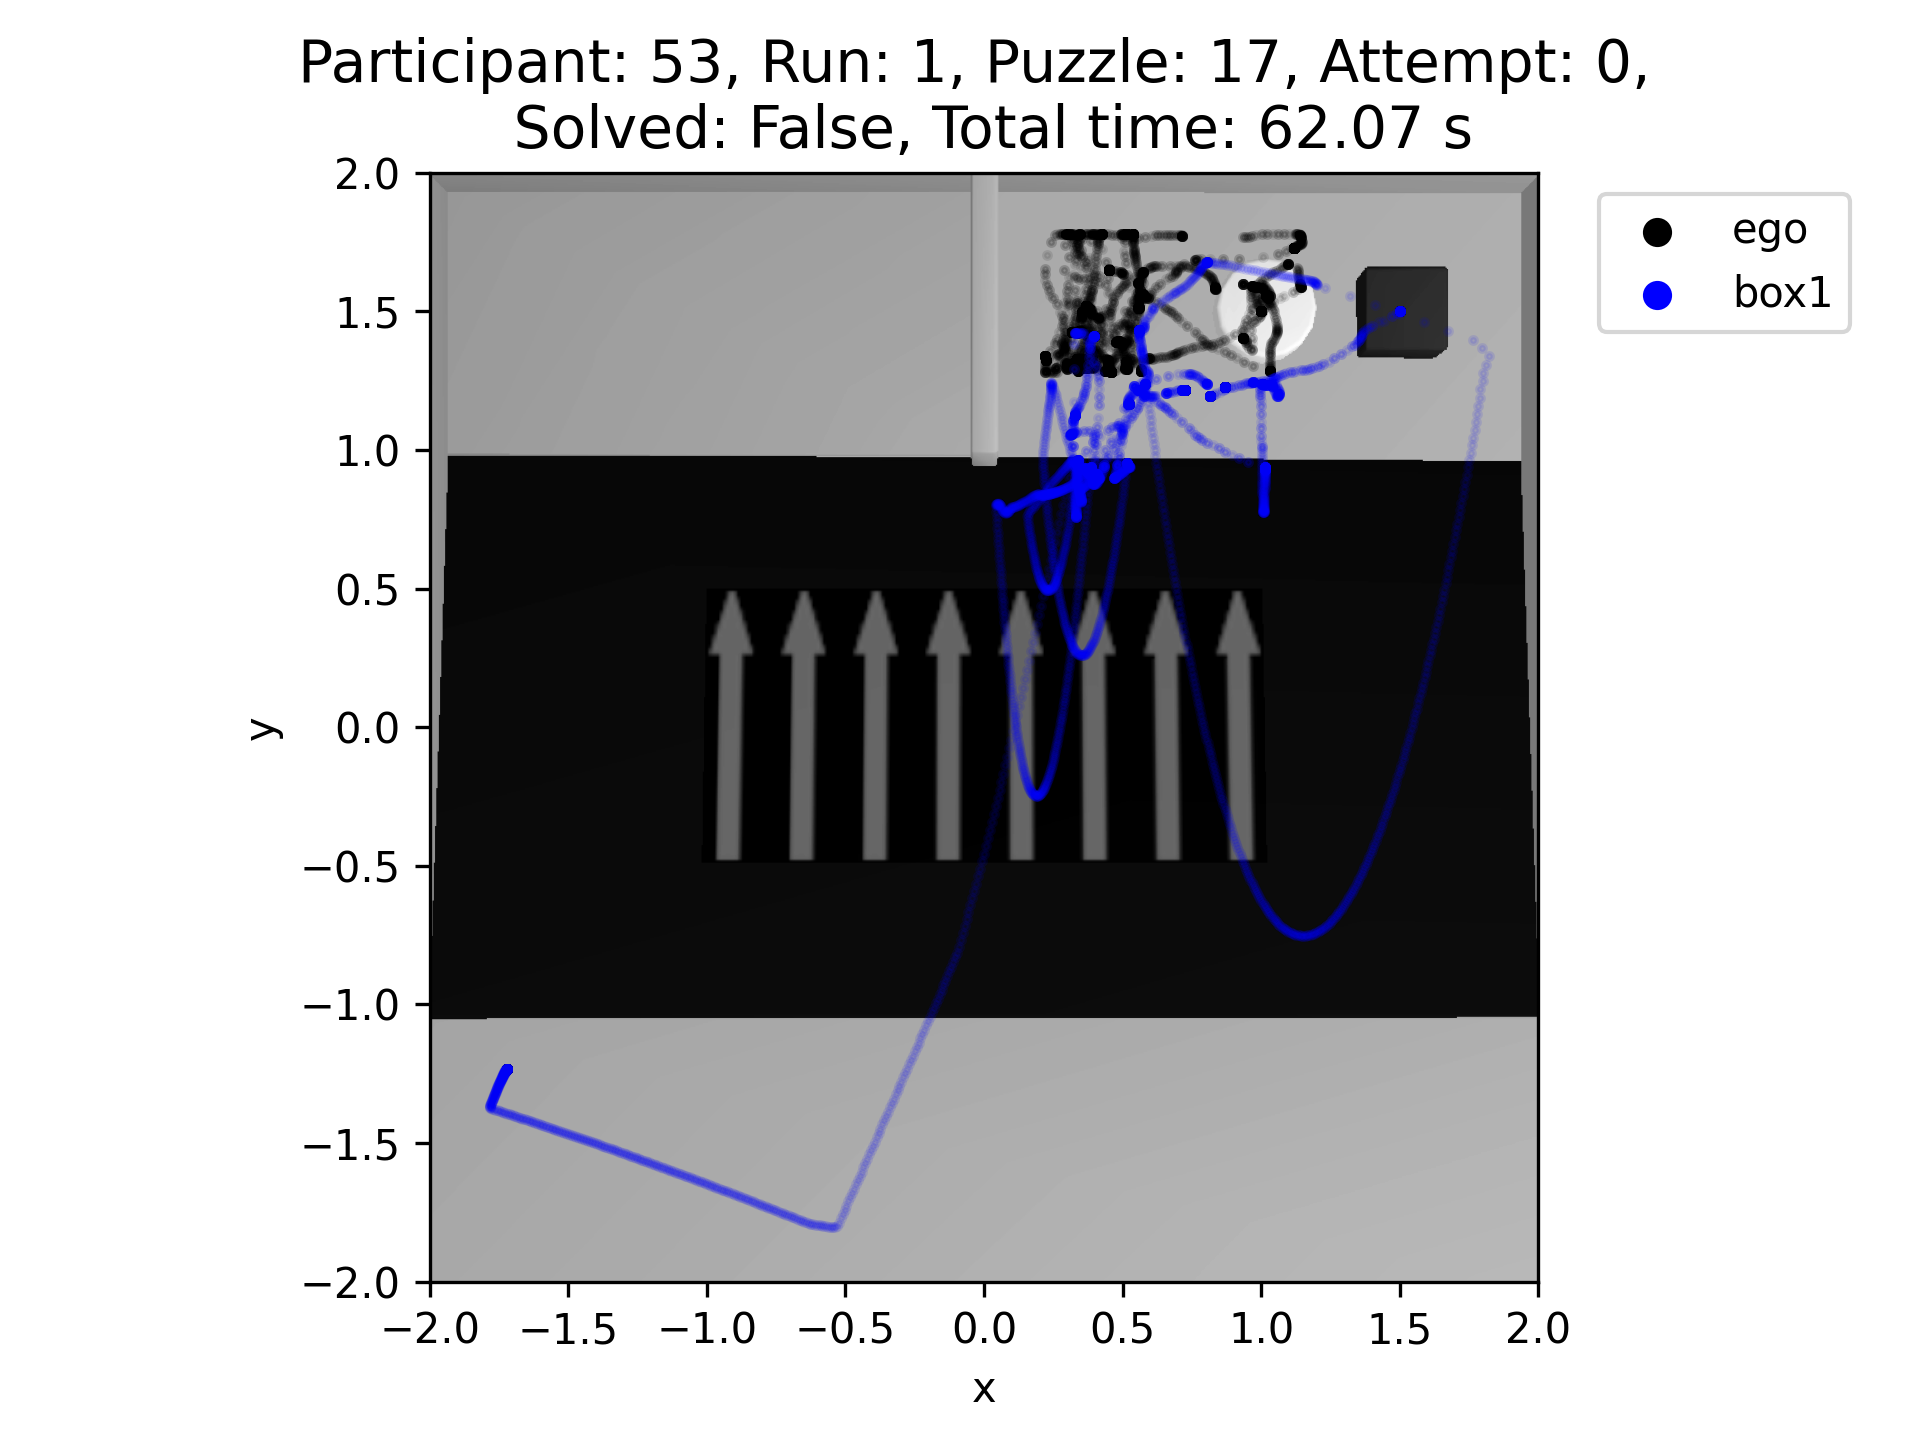 Participant: 53, Run: 1, Puzzle: 17, Attempt: 0,
Solved: False, Total time: 62.07 s
2.0
1.5
1.0
0.5
0.0
−0.5
−1.0
−1.5
−2.0
y
−2.0 −1.5 −1.0 −0.5 0.0 0.5 1.0 1.5 2.0
x
ego
box1